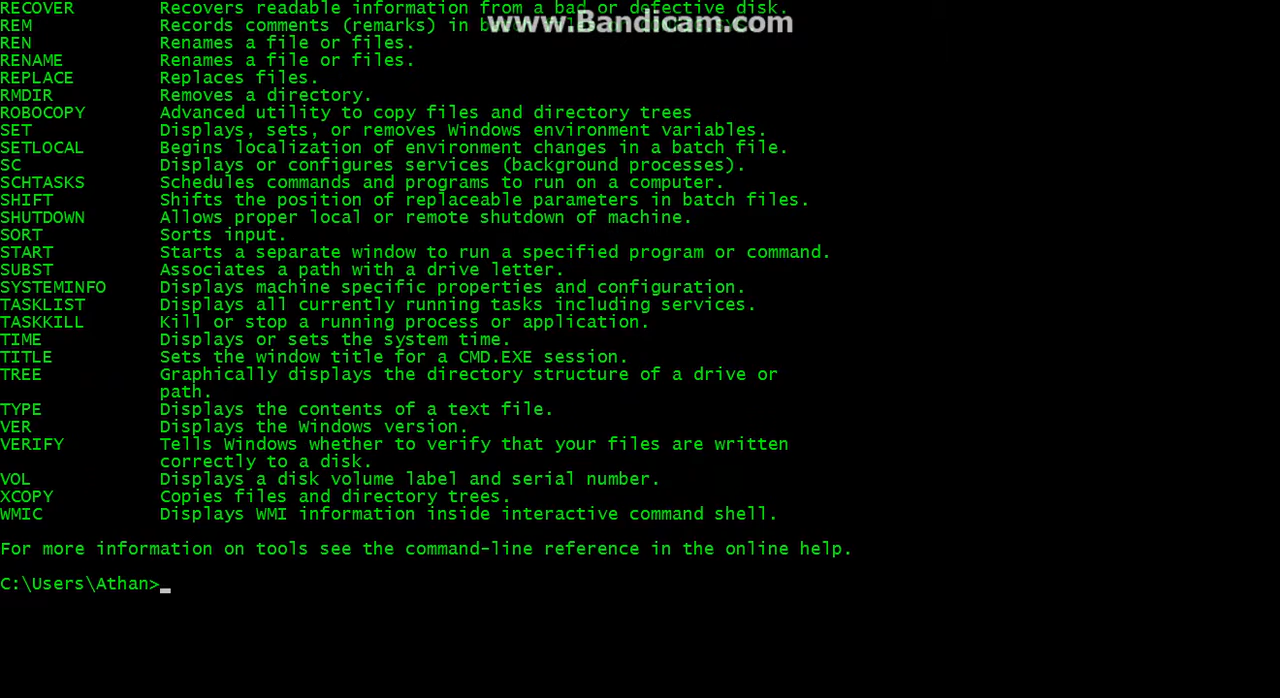 RECOVER Recovers readable information from a bad or defective disk.
www.Bandicam.com
REM Records comments (remarks) in
REN Renames a file or files.
RENAME Renames a file or files.
REPLACE Replaces files.
RMDIR Removes a directory.
ROBOCOPY Advanced utility to copy files and directory trees
SET Displays, sets, or removes Windows environment variables.
SETLOCAL Begins localization of environment changes in a batch file.
SC Displays or configures services (background processes).
SCHTASKS Schedules commands and programs to run on a computer.
SHIFT Shifts the position of replaceable parameters in batch files.
SHUTDOWN Allows proper local or remote shutdown of machine.
SORT Sorts input.
START Starts a separate window to run a specified program or command.
SUBST Associates a path with a drive letter.
SYSTEMINFO Displays machine specific properties and configuration.
TASKLIST Displays all currently running tasks including services.
TASKKILL Kill or stop a running process or application.
TIME Displays or sets the system time.
TITLE Sets the window title for a CMD.EXE session.
TREE Graphically displays the directory structure of a drive or
path.
TYPE Displays the contents of a text file.
VER Displays the Windows version.
VERIFY Tells Windows whether to verify that your files are written
correctly to a disk.
VOL Displays a disk volume label and serial number.
XCOPY Copies files and directory trees.
WMIC Displays WMI information inside interactive command shell.
For more information on tools see the command-line reference in the online help.
C:\Users\Athan>_